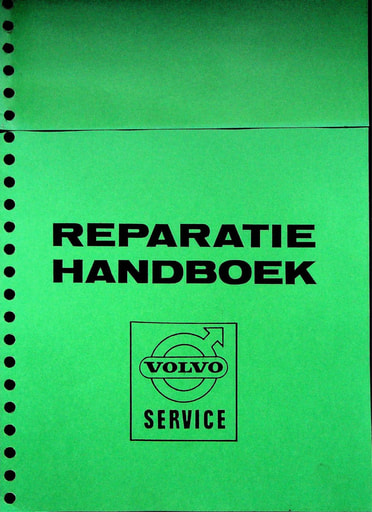 REPARATIE
HANDBOEK
VOLVO
SERVICE